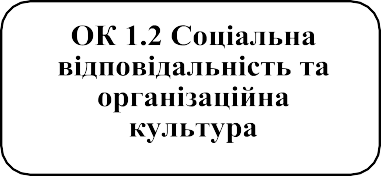 ОК 1.2 Соціальна
відповідальність та
організаційна
культура